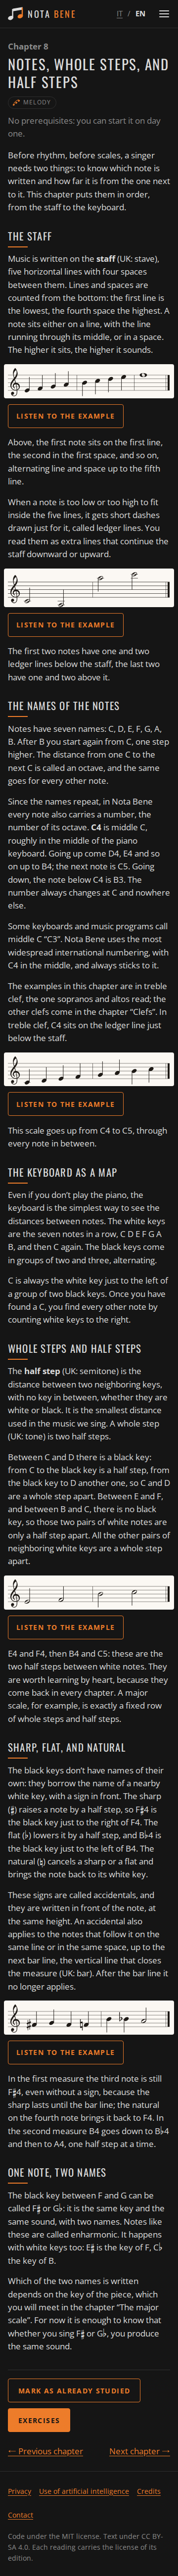 NOTA BENE
IT / EN
Chapter 8
NOTES, WHOLE STEPS, AND
HALF STEPS
MELODY
No prerequisites: you can start it on day
one.
Before rhythm, before scales, a singer
needs two things: to know which note is
written and how far it is from the one next
to it. This chapter puts them in order,
from the staff to the keyboard.
THE STAFF
Music is written on the staff (UK: stave),
five horizontal lines with four spaces
between them. Lines and spaces are
counted from the bottom: the first line is
the lowest, the fourth space the highest. A
note sits either on a line, with the line
running through its middle, or in a space.
The higher it sits, the higher it sounds.
LISTEN TO THE EXAMPLE
Above, the first note sits on the first line,
the second in the first space, and so on,
alternating line and space up to the fifth
line.
When a note is too low or too high to fit
inside the five lines, it gets short dashes
drawn just for it, called ledger lines. You
read them as extra lines that continue the
staff downward or upward.
LISTEN TO THE EXAMPLE
The first two notes have one and two
ledger lines below the staff, the last two
have one and two above it.
THE NAMES OF THE NOTES
Notes have seven names: C, D, E, F, G, A,
B. After B you start again from C, one step
higher. The distance from one C to the
next C is called an octave, and the same
goes for every other note.
Since the names repeat, in Nota Bene
every note also carries a number, the
number of its octave. C4 is middle C,
roughly in the middle of the piano
keyboard. Going up come D4, E4 and so
on up to B4; the next note is C5. Going
down, the note below C4 is B3. The
number always changes at C and nowhere
else.
Some keyboards and music programs call
middle C “C3”. Nota Bene uses the most
widespread international numbering, with
C4 in the middle, and always sticks to it.
The examples in this chapter are in treble
clef, the one sopranos and altos read; the
other clefs come in the chapter “Clefs”. In
treble clef, C4 sits on the ledger line just
below the staff.
LISTEN TO THE EXAMPLE
This scale goes up from C4 to C5, through
every note in between.
THE KEYBOARD AS A MAP
Even if you don’t play the piano, the
keyboard is the simplest way to see the
distances between notes. The white keys
are the seven notes in a row, C D E F G A
B, and then C again. The black keys come
in groups of two and three, alternating.
C is always the white key just to the left of
a group of two black keys. Once you have
found a C, you find every other note by
counting white keys to the right.
WHOLE STEPS AND HALF STEPS
The half step (UK: semitone) is the
distance between two neighboring keys,
with no key in between, whether they are
white or black. It is the smallest distance
used in the music we sing. A whole step
(UK: tone) is two half steps.
Between C and D there is a black key:
from C to the black key is a half step, from
the black key to D another one, so C and D
are a whole step apart. Between E and F,
and between B and C, there is no black
key, so those two pairs of white notes are
only a half step apart. All the other pairs of
neighboring white keys are a whole step
apart.
LISTEN TO THE EXAMPLE
E4 and F4, then B4 and C5: these are the
two half steps between white notes. They
are worth learning by heart, because they
come back in every chapter. A major
scale, for example, is exactly a fixed row
of whole steps and half steps.
SHARP, FLAT, AND NATURAL
The black keys don’t have names of their
own: they borrow the name of a nearby
white key, with a sign in front. The sharp
(♯) raises a note by a half step, so F♯4 is
the black key just to the right of F4. The
flat (♭) lowers it by a half step, and B♭4 is
the black key just to the left of B4. The
natural (♮) cancels a sharp or a flat and
brings the note back to its white key.
These signs are called accidentals, and
they are written in front of the note, at
the same height. An accidental also
applies to the notes that follow it on the
same line or in the same space, up to the
next bar line, the vertical line that closes
the measure (UK: bar). After the bar line it
no longer applies.
LISTEN TO THE EXAMPLE
In the first measure the third note is still
F♯4, even without a sign, because the
sharp lasts until the bar line; the natural
on the fourth note brings it back to F4. In
the second measure B4 goes down to B♭4
and then to A4, one half step at a time.
ONE NOTE, TWO NAMES
The black key between F and G can be
called F♯ or G♭: it is the same key and the
same sound, with two names. Notes like
these are called enharmonic. It happens
with white keys too: E♯ is the key of F, C♭
the key of B.
Which of the two names is written
depends on the key of the piece, which
you will meet in the chapter “The major
scale”. For now it is enough to know that
whether you sing F♯ or G♭, you produce
the same sound.
MARK AS ALREADY STUDIED
EXERCISES
← Previous chapter Next chapter →
Privacy Use of artificial intelligence Credits
Contact
Code under the MIT license. Text under CC BY-
SA 4.0. Each reading carries the license of its
edition.